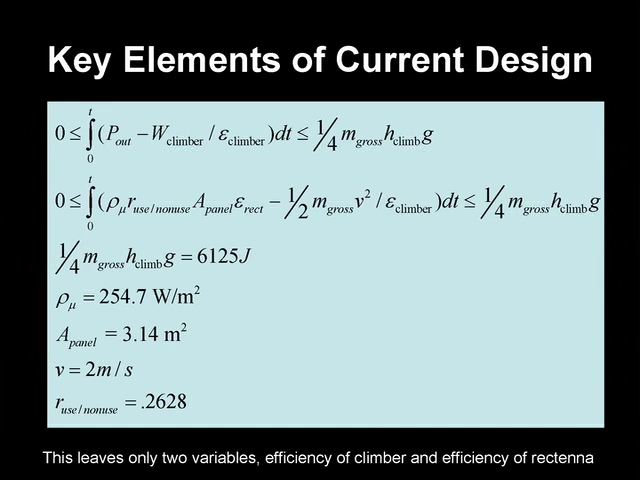 Key Elements of Current Design
0 ≤ ∫₀ᵗ (P_out − W_climber / ε_climber)dt ≤ 1/4 m_gross h_climb g
0 ≤ ∫₀ᵗ (ρ_μ r_use/nonuse A_panel ε_rect − 1/2 m_gross v² / ε_climber)dt ≤ 1/4 m_gross h_climb g
1/4 m_gross h_climb g = 6125J
ρ_μ = 254.7 W/m²
A_panel = 3.14 m²
v = 2m / s
r_use/nonuse = .2628
This leaves only two variables, efficiency of climber and efficiency of rectenna